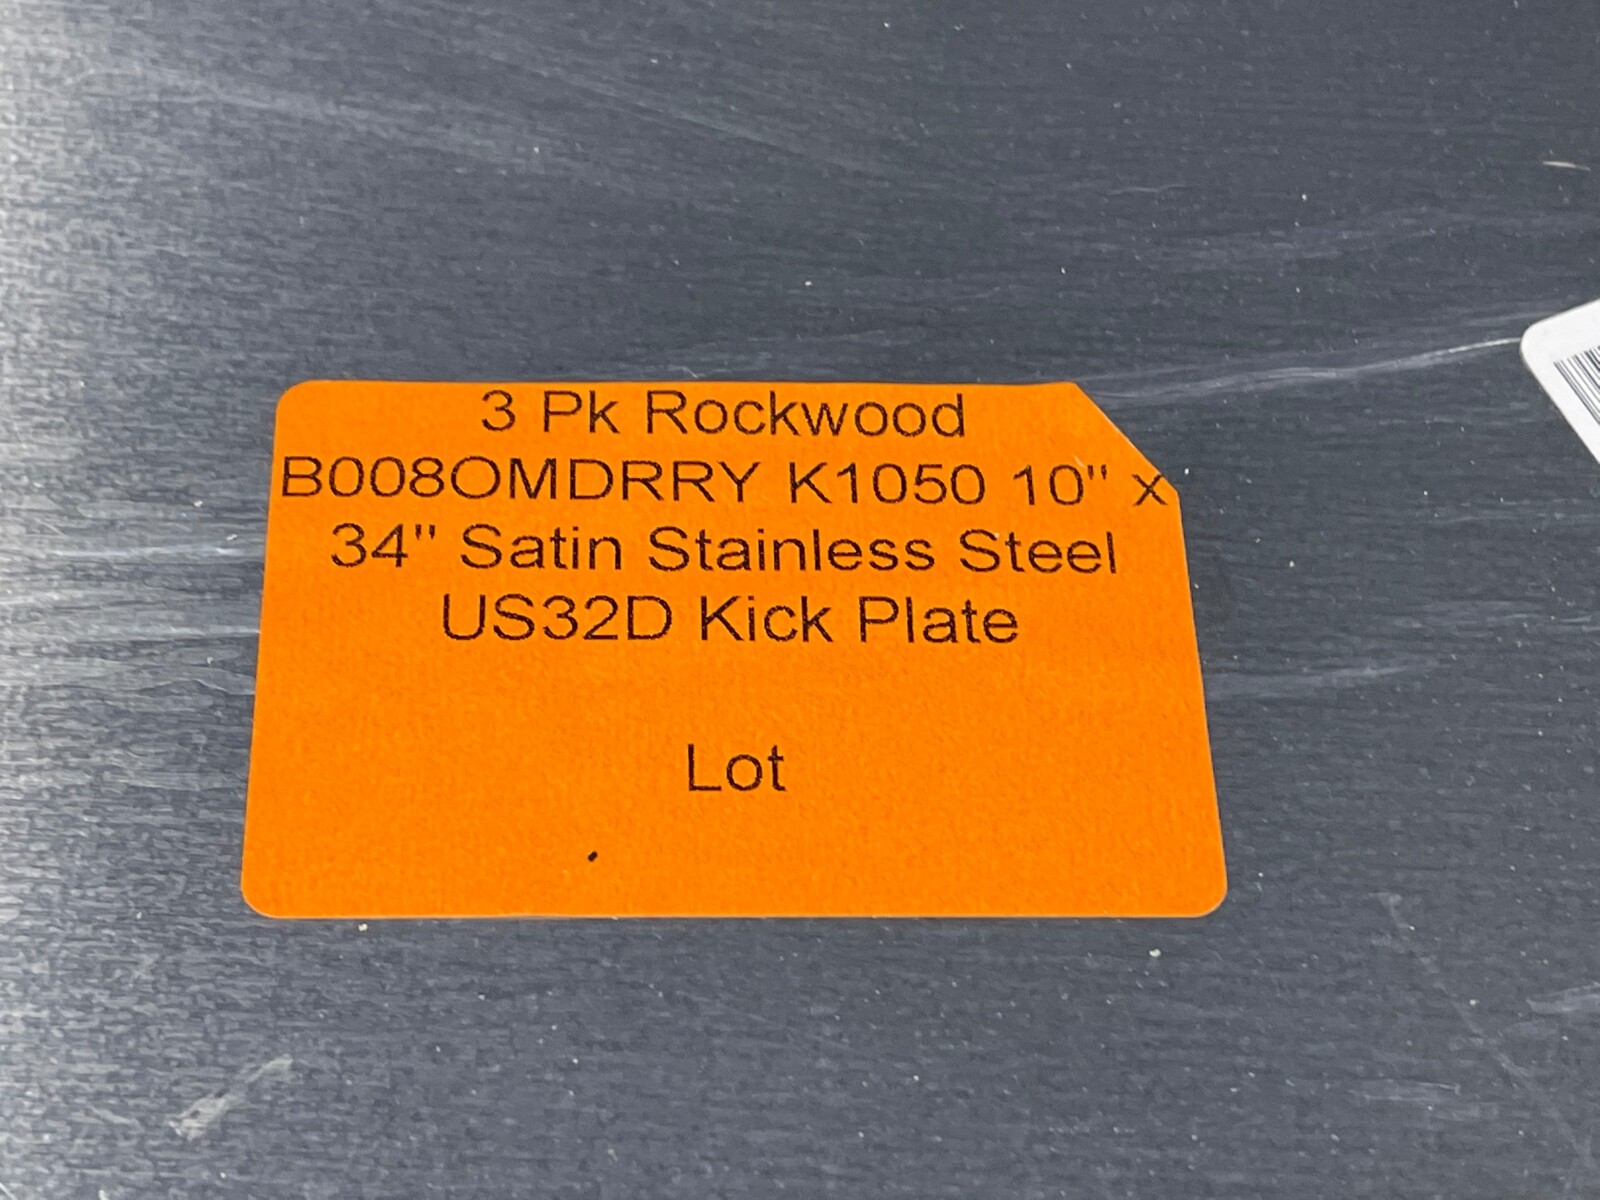 3 Pk Rockwood
B008OMDRRY K1050 10" x
34" Satin Stainless Steel
US32D Kick Plate
Lot